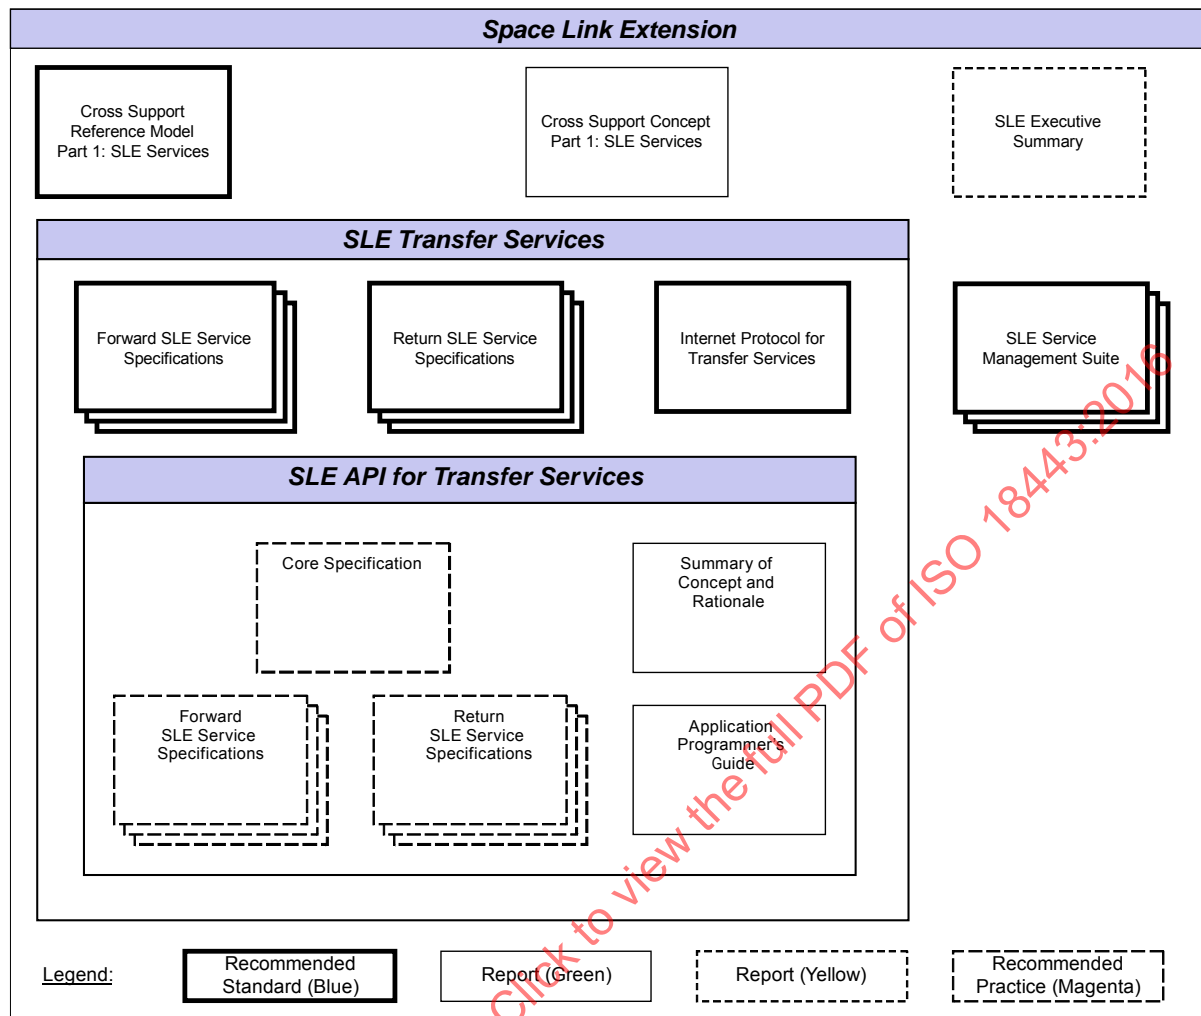 Space Link Extension
Cross Support
Reference Model
Part 1: SLE Services
Cross Support Concept
Part 1: SLE Services
SLE Executive
Summary
SLE Transfer Services
Forward SLE Service
Specifications
Return SLE Service
Specifications
Internet Protocol for
Transfer Services
SLE Service
Management Suite
SLE API for Transfer Services
Core Specification
Summary of
Concept and
Rationale
Forward
SLE Service
Specifications
Return
SLE Service
Specifications
Application
Programmer's
Guide
Legend:
Recommended
Standard (Blue)
Report (Green)
Report (Yellow)
Recommended
Practice (Magenta)
Click to view the full PDF of ISO 18443:2016